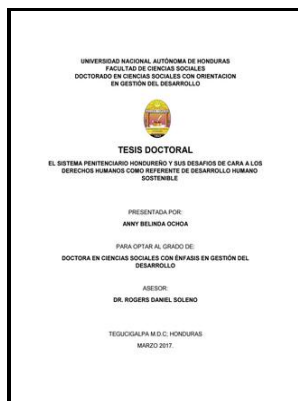 UNIVERSIDAD NACIONAL AUTÓNOMA DE HONDURAS
FACULTAD DE CIENCIAS SOCIALES
DOCTORADO EN CIENCIAS SOCIALES CON ORIENTACION
EN GESTIÓN DEL DESARROLLO
TESIS DOCTORAL
EL SISTEMA PENITENCIARIO HONDUREÑO Y SUS DESAFIOS DE CARA A LOS
DERECHOS HUMANOS COMO REFERENTE DE DESARROLLO HUMANO
SOSTENIBLE
PRESENTADA POR:
ANNY BELINDA OCHOA
PARA OPTAR AL GRADO DE:
DOCTORA EN CIENCIAS SOCIALES CON ÉNFASIS EN GESTIÓN DEL
DESARROLLO
ASESOR:
DR. ROGERS DANIEL SOLENO
TEGUCIGALPA M.D.C; HONDURAS.
MARZO 2017.